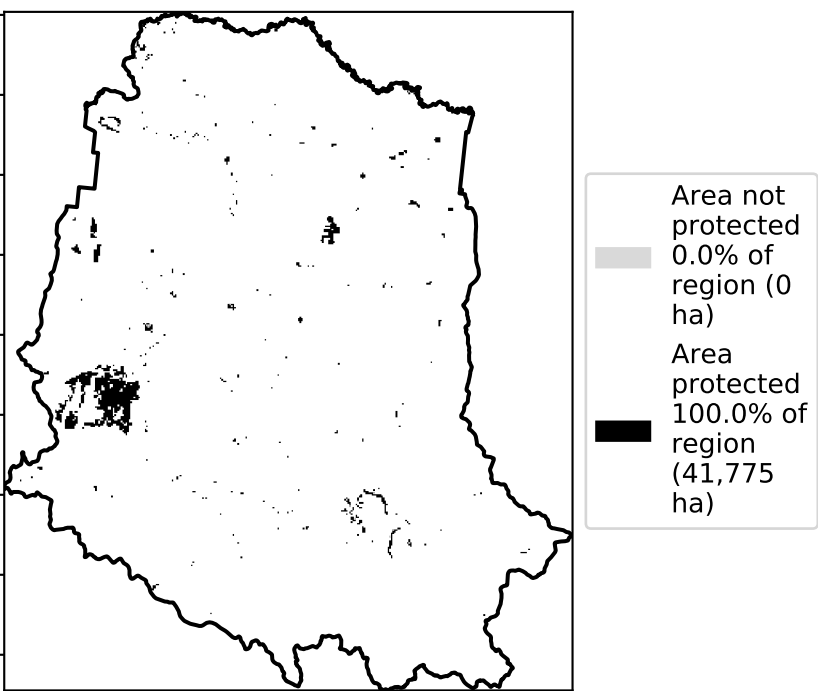 Area not
protected
0.0% of
region (0
ha)
Area
protected
100.0% of
region
(41,775
ha)